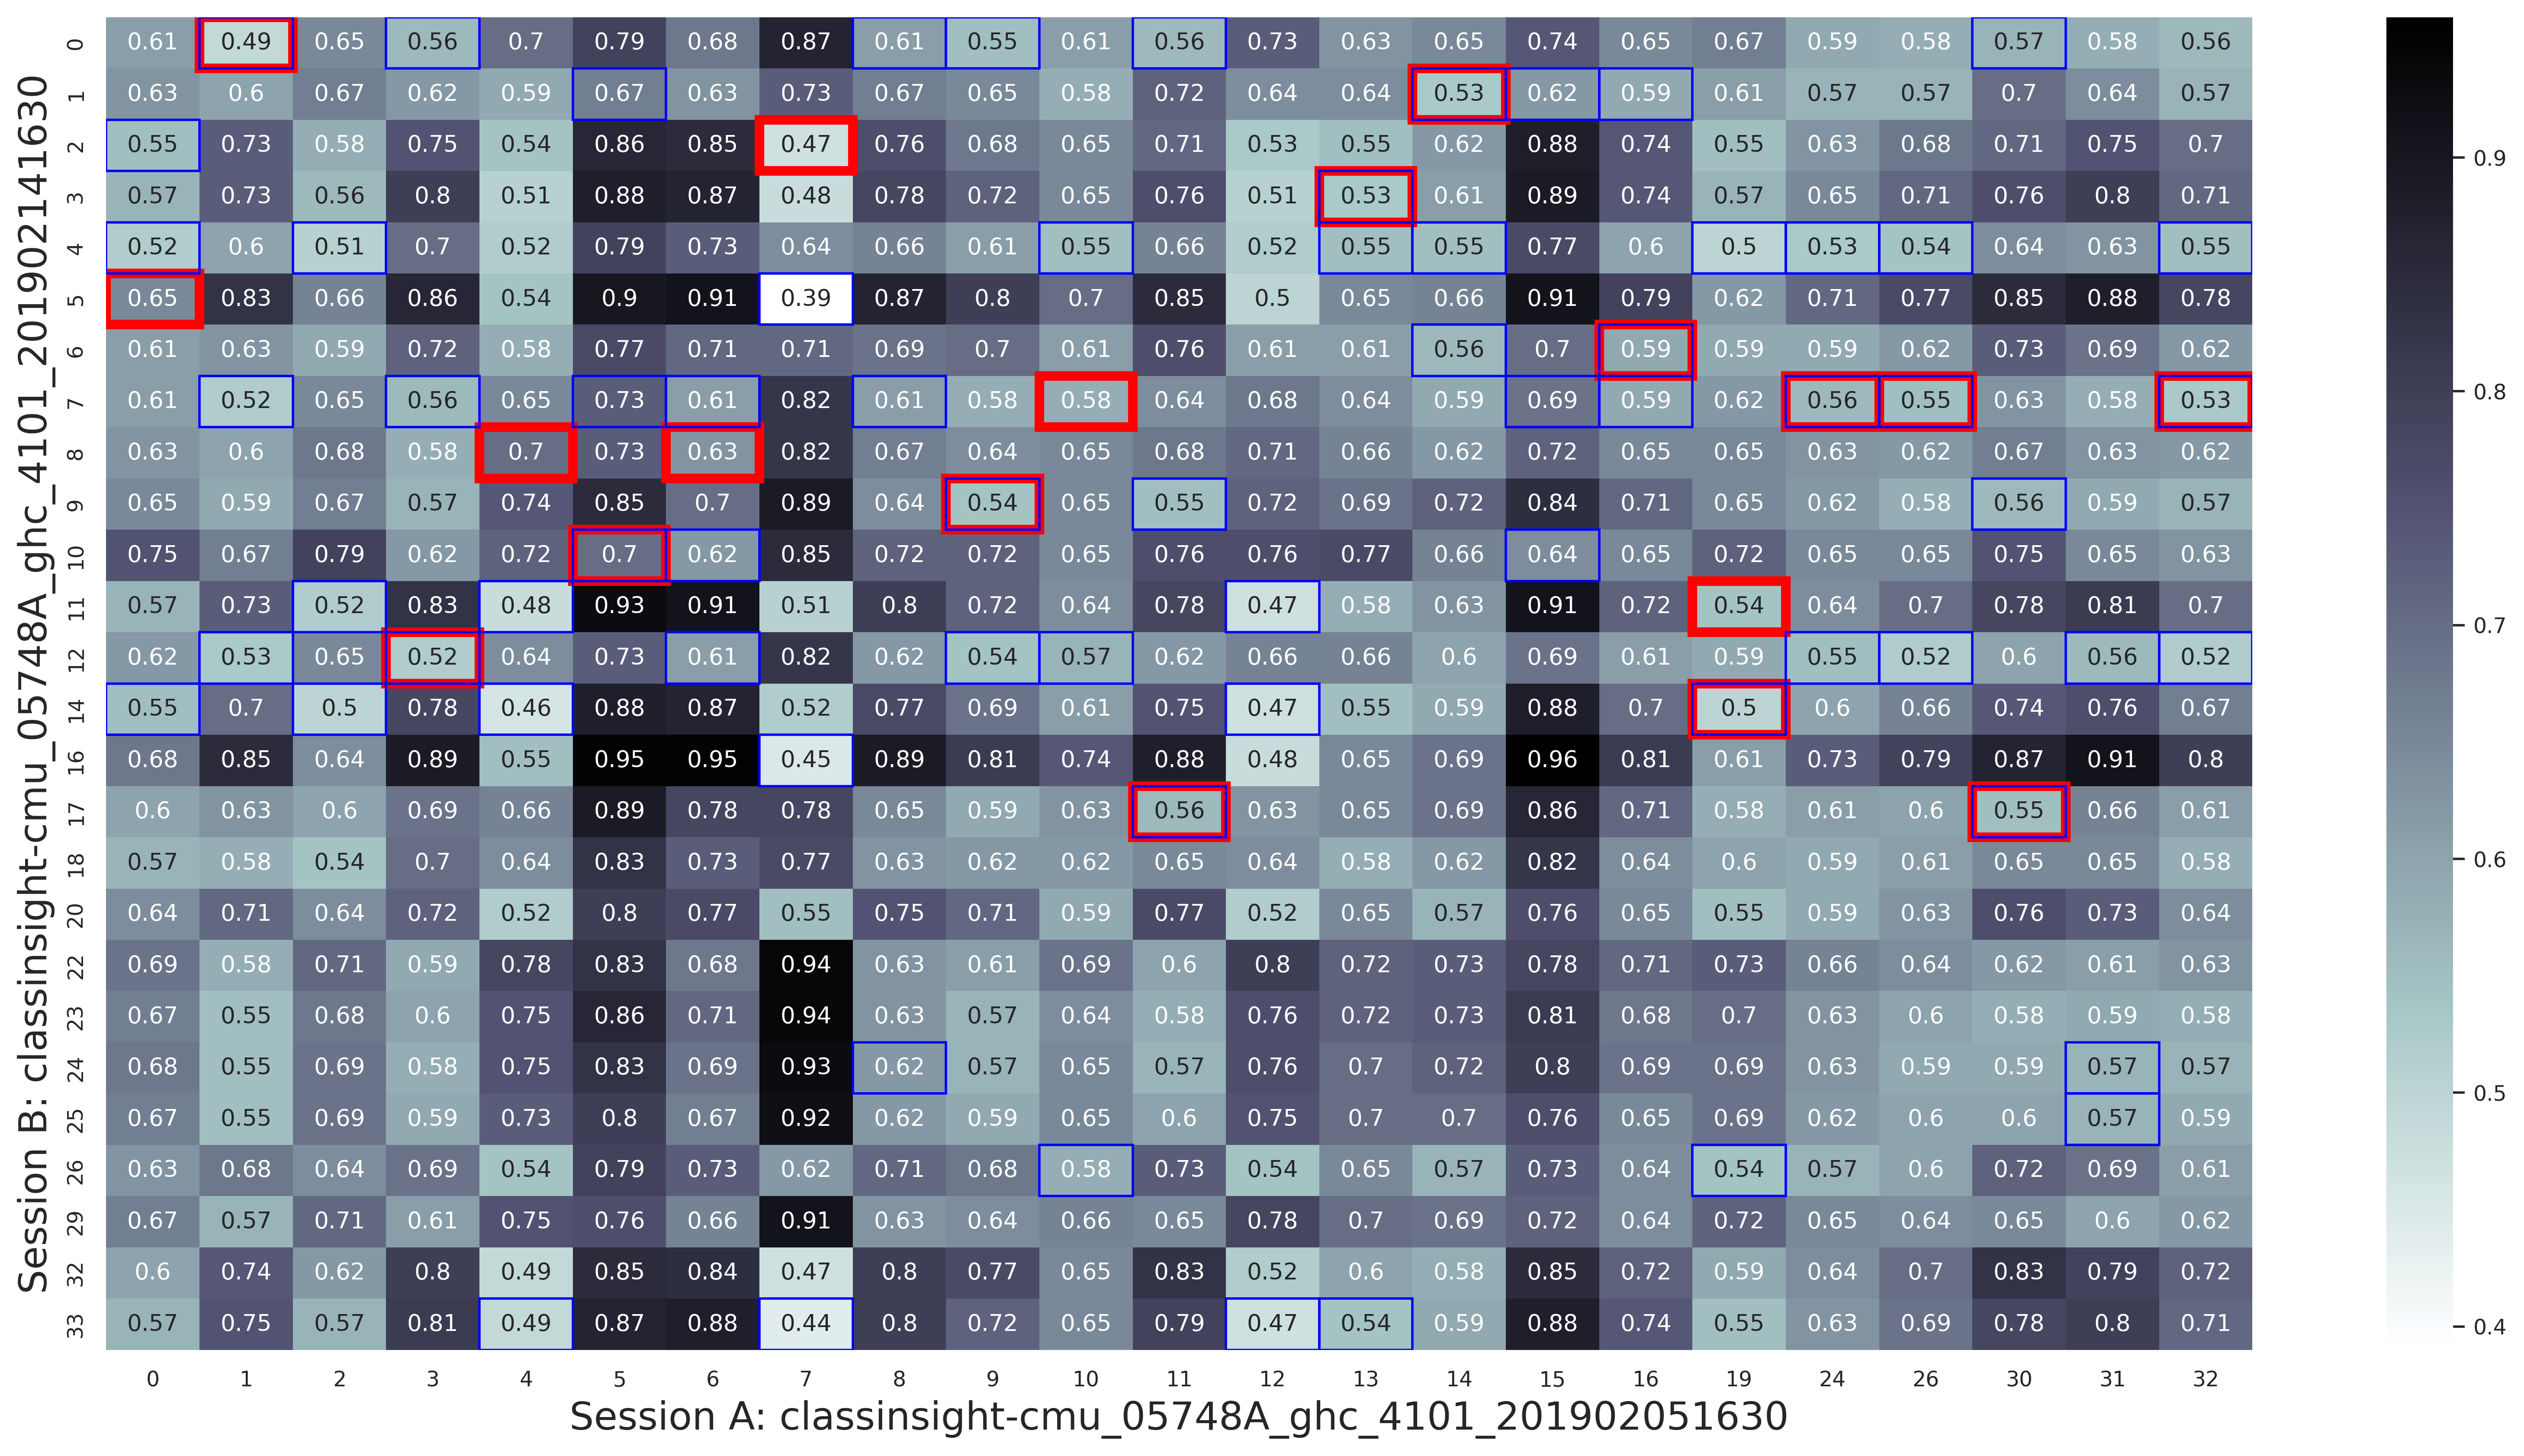 0 0.61 0.49 0.65 0.56 0.7 0.79 0.68 0.87 0.61 0.55 0.61 0.56 0.73 0.63 0.65 0.74 0.65 0.67 0.59 0.58 0.57 0.58 0.56
1 0.63 0.6 0.67 0.62 0.59 0.67 0.63 0.73 0.67 0.65 0.58 0.72 0.64 0.64 0.53 0.62 0.59 0.61 0.57 0.57 0.7 0.64 0.57
2 0.55 0.73 0.58 0.75 0.54 0.86 0.85 0.47 0.76 0.68 0.65 0.71 0.53 0.55 0.62 0.88 0.74 0.55 0.63 0.68 0.71 0.75 0.7
3 0.57 0.73 0.56 0.8 0.51 0.88 0.87 0.48 0.78 0.72 0.65 0.76 0.51 0.53 0.61 0.89 0.74 0.57 0.65 0.71 0.76 0.8 0.71
4 0.52 0.6 0.51 0.7 0.52 0.79 0.73 0.64 0.66 0.61 0.55 0.66 0.52 0.55 0.55 0.77 0.6 0.5 0.53 0.54 0.64 0.63 0.55
5 0.65 0.83 0.66 0.86 0.54 0.9 0.91 0.39 0.87 0.8 0.7 0.85 0.5 0.65 0.66 0.91 0.79 0.62 0.71 0.77 0.85 0.88 0.78
6 0.61 0.63 0.59 0.72 0.58 0.77 0.71 0.71 0.69 0.7 0.61 0.76 0.61 0.61 0.56 0.7 0.59 0.59 0.59 0.62 0.73 0.69 0.62
7 0.61 0.52 0.65 0.56 0.65 0.73 0.61 0.82 0.61 0.58 0.58 0.64 0.68 0.64 0.59 0.69 0.59 0.62 0.56 0.55 0.63 0.58 0.53
8 0.63 0.6 0.68 0.58 0.7 0.73 0.63 0.82 0.67 0.64 0.65 0.68 0.71 0.66 0.62 0.72 0.65 0.65 0.63 0.62 0.67 0.63 0.62
9 0.65 0.59 0.67 0.57 0.74 0.85 0.7 0.89 0.64 0.54 0.65 0.55 0.72 0.69 0.72 0.84 0.71 0.65 0.62 0.58 0.56 0.59 0.57
10 0.75 0.67 0.79 0.62 0.72 0.7 0.62 0.85 0.72 0.72 0.65 0.76 0.76 0.77 0.66 0.64 0.65 0.72 0.65 0.65 0.75 0.65 0.63
11 0.57 0.73 0.52 0.83 0.48 0.93 0.91 0.51 0.8 0.72 0.64 0.78 0.47 0.58 0.63 0.91 0.72 0.54 0.64 0.7 0.78 0.81 0.7
12 0.62 0.53 0.65 0.52 0.64 0.73 0.61 0.82 0.62 0.54 0.57 0.62 0.66 0.66 0.6 0.69 0.61 0.59 0.55 0.52 0.6 0.56 0.52
14 0.55 0.7 0.5 0.78 0.46 0.88 0.87 0.52 0.77 0.69 0.61 0.75 0.47 0.55 0.59 0.88 0.7 0.5 0.6 0.66 0.74 0.76 0.67
16 0.68 0.85 0.64 0.89 0.55 0.95 0.95 0.45 0.89 0.81 0.74 0.88 0.48 0.65 0.69 0.96 0.81 0.61 0.73 0.79 0.87 0.91 0.8
17 0.6 0.63 0.6 0.69 0.66 0.89 0.78 0.78 0.65 0.59 0.63 0.56 0.63 0.65 0.69 0.86 0.71 0.58 0.61 0.6 0.55 0.66 0.61
18 0.57 0.58 0.54 0.7 0.64 0.83 0.73 0.77 0.63 0.62 0.62 0.65 0.64 0.58 0.62 0.82 0.64 0.6 0.59 0.61 0.65 0.65 0.58
20 0.64 0.71 0.64 0.72 0.52 0.8 0.77 0.55 0.75 0.71 0.59 0.77 0.52 0.65 0.57 0.76 0.65 0.55 0.59 0.63 0.76 0.73 0.64
22 0.69 0.58 0.71 0.59 0.78 0.83 0.68 0.94 0.63 0.61 0.69 0.6 0.8 0.72 0.73 0.78 0.71 0.73 0.66 0.64 0.62 0.61 0.63
23 0.67 0.55 0.68 0.6 0.75 0.86 0.71 0.94 0.63 0.57 0.64 0.58 0.76 0.72 0.73 0.81 0.68 0.7 0.63 0.6 0.58 0.59 0.58
24 0.68 0.55 0.69 0.58 0.75 0.83 0.69 0.93 0.62 0.57 0.65 0.57 0.76 0.7 0.72 0.8 0.69 0.69 0.63 0.59 0.59 0.57 0.57
25 0.67 0.55 0.69 0.59 0.73 0.8 0.67 0.92 0.62 0.59 0.65 0.6 0.75 0.7 0.7 0.76 0.65 0.69 0.62 0.6 0.6 0.57 0.59
26 0.63 0.68 0.64 0.69 0.54 0.79 0.73 0.62 0.71 0.68 0.58 0.73 0.54 0.65 0.57 0.73 0.64 0.54 0.57 0.6 0.72 0.69 0.61
29 0.67 0.57 0.71 0.61 0.75 0.76 0.66 0.91 0.63 0.64 0.66 0.65 0.78 0.7 0.69 0.72 0.64 0.72 0.65 0.64 0.65 0.6 0.62
32 0.6 0.74 0.62 0.8 0.49 0.85 0.84 0.47 0.8 0.77 0.65 0.83 0.52 0.6 0.58 0.85 0.72 0.59 0.64 0.7 0.83 0.79 0.72
33 0.57 0.75 0.57 0.81 0.49 0.87 0.88 0.44 0.8 0.72 0.65 0.79 0.47 0.54 0.59 0.88 0.74 0.55 0.63 0.69 0.78 0.8 0.71
0 1 2 3 4 5 6 7 8 9 10 11 12 13 14 15 16 19 24 26 30 31 32
Session A: classinsight-cmu_05748A_ghc_4101_201902051630
Session B: classinsight-cmu_05748A_ghc_4101_201902141630
0.9
0.8
0.7
0.6
0.5
0.4